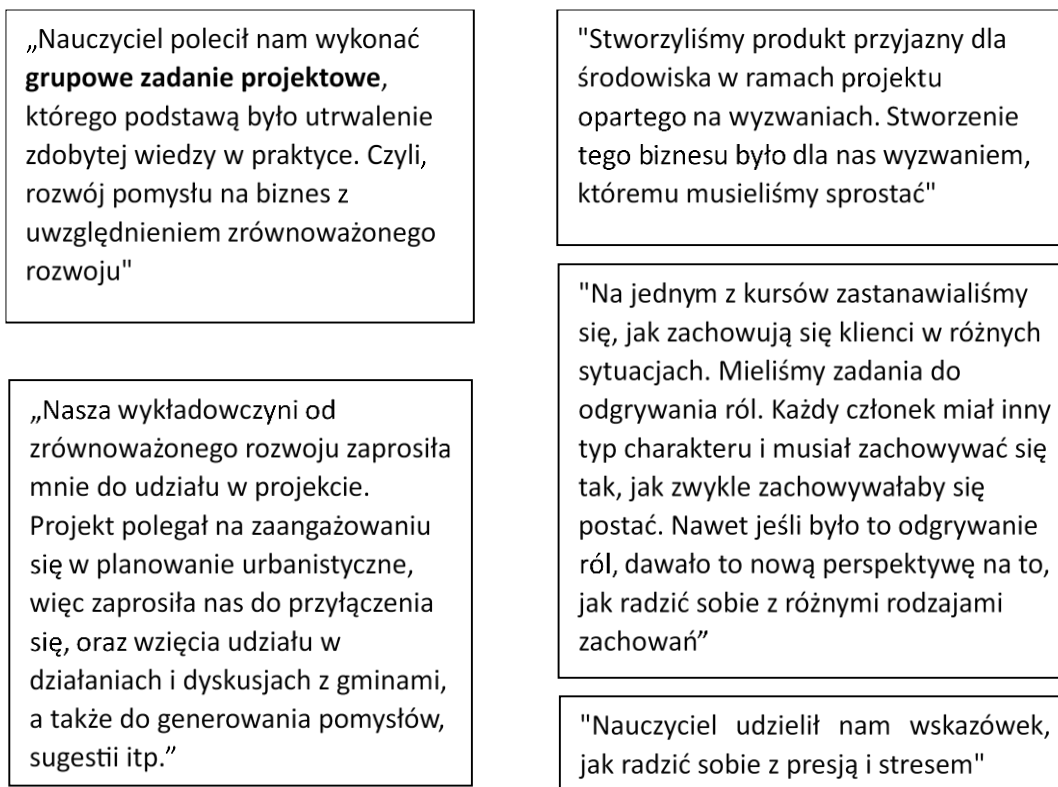 „Nauczyciel polecił nam wykonać
grupowe zadanie projektowe,
którego podstawą było utrwalenie
zdobytej wiedzy w praktyce. Czyli,
rozwój pomysłu na biznes z
uwzględnieniem zrównoważonego
rozwoju"
„Nasza wykładowczyni od
zrównoważonego rozwoju zaprosiła
mnie do udziału w projekcie.
Projekt polegał na zaangażowaniu
się w planowanie urbanistyczne,
więc zaprosiła nas do przyłączenia
się, oraz wzięcia udziału w
działaniach i dyskusjach z gminami,
a także do generowania pomysłów,
sugestii itp.”
"Stworzyliśmy produkt przyjazny dla
środowiska w ramach projektu
opartego na wyzwaniach. Stworzenie
tego biznesu było dla nas wyzwaniem,
któremu musieliśmy sprostać"
"Na jednym z kursów zastanawialiśmy
się, jak zachowują się klienci w różnych
sytuacjach. Mieliśmy zadania do
odgrywania ról. Każdy członek miał inny
typ charakteru i musiał zachowywać się
tak, jak zwykle zachowywałaby się
postać. Nawet jeśli było to odgrywanie
ról, dawało to nową perspektywę na to,
jak radzić sobie z różnymi rodzajami
zachowań”
"Nauczyciel udzielił nam wskazówek,
jak radzić sobie z presją i stresem"